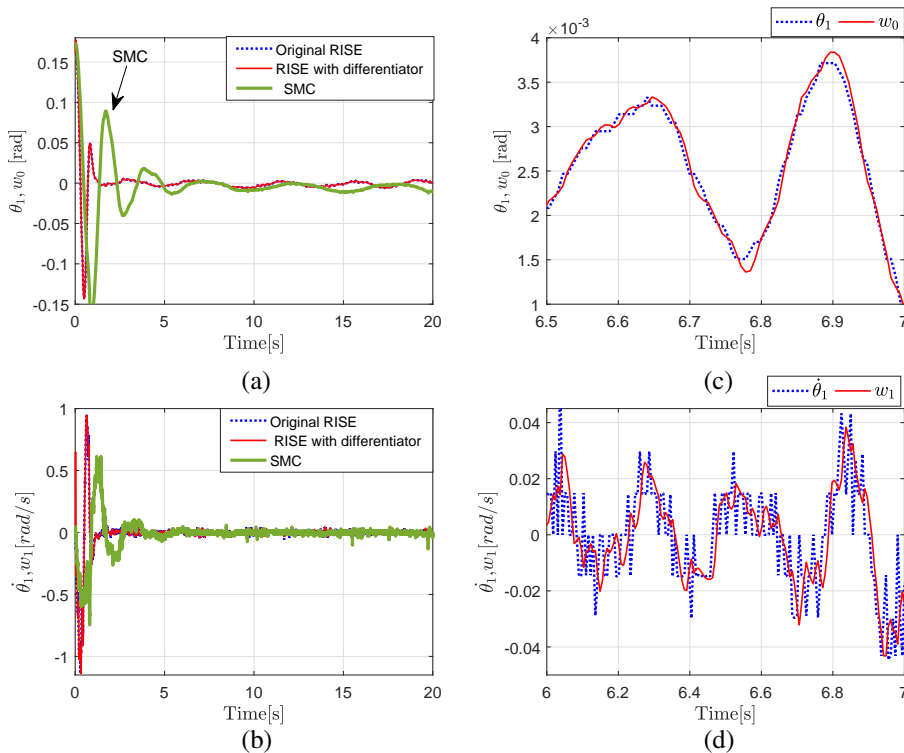 Original RISE
RISE with differentiator
SMC
SMC
0.15
0.1
0.05
0
-0.05
-0.1
-0.15
θ₁, w₀ [rad]
0 5 10 15 20
Time[s]
(a)
×10⁻³
θ₁ w₀
4
3.5
3
2.5
2
1.5
1
θ₁, w₀ [rad]
6.5 6.6 6.7 6.8 6.9 7
Time[s]
(c)
Original RISE
RISE with differentiator
SMC
1
0.5
0
-0.5
-1
θ̇₁, w₁[rad/s]
0 5 10 15 20
Time[s]
(b)
θ̇₁ w₁
0.04
0.02
0
-0.02
-0.04
θ̇₁, w₁[rad/s]
6 6.2 6.4 6.6 6.8 7
Time[s]
(d)